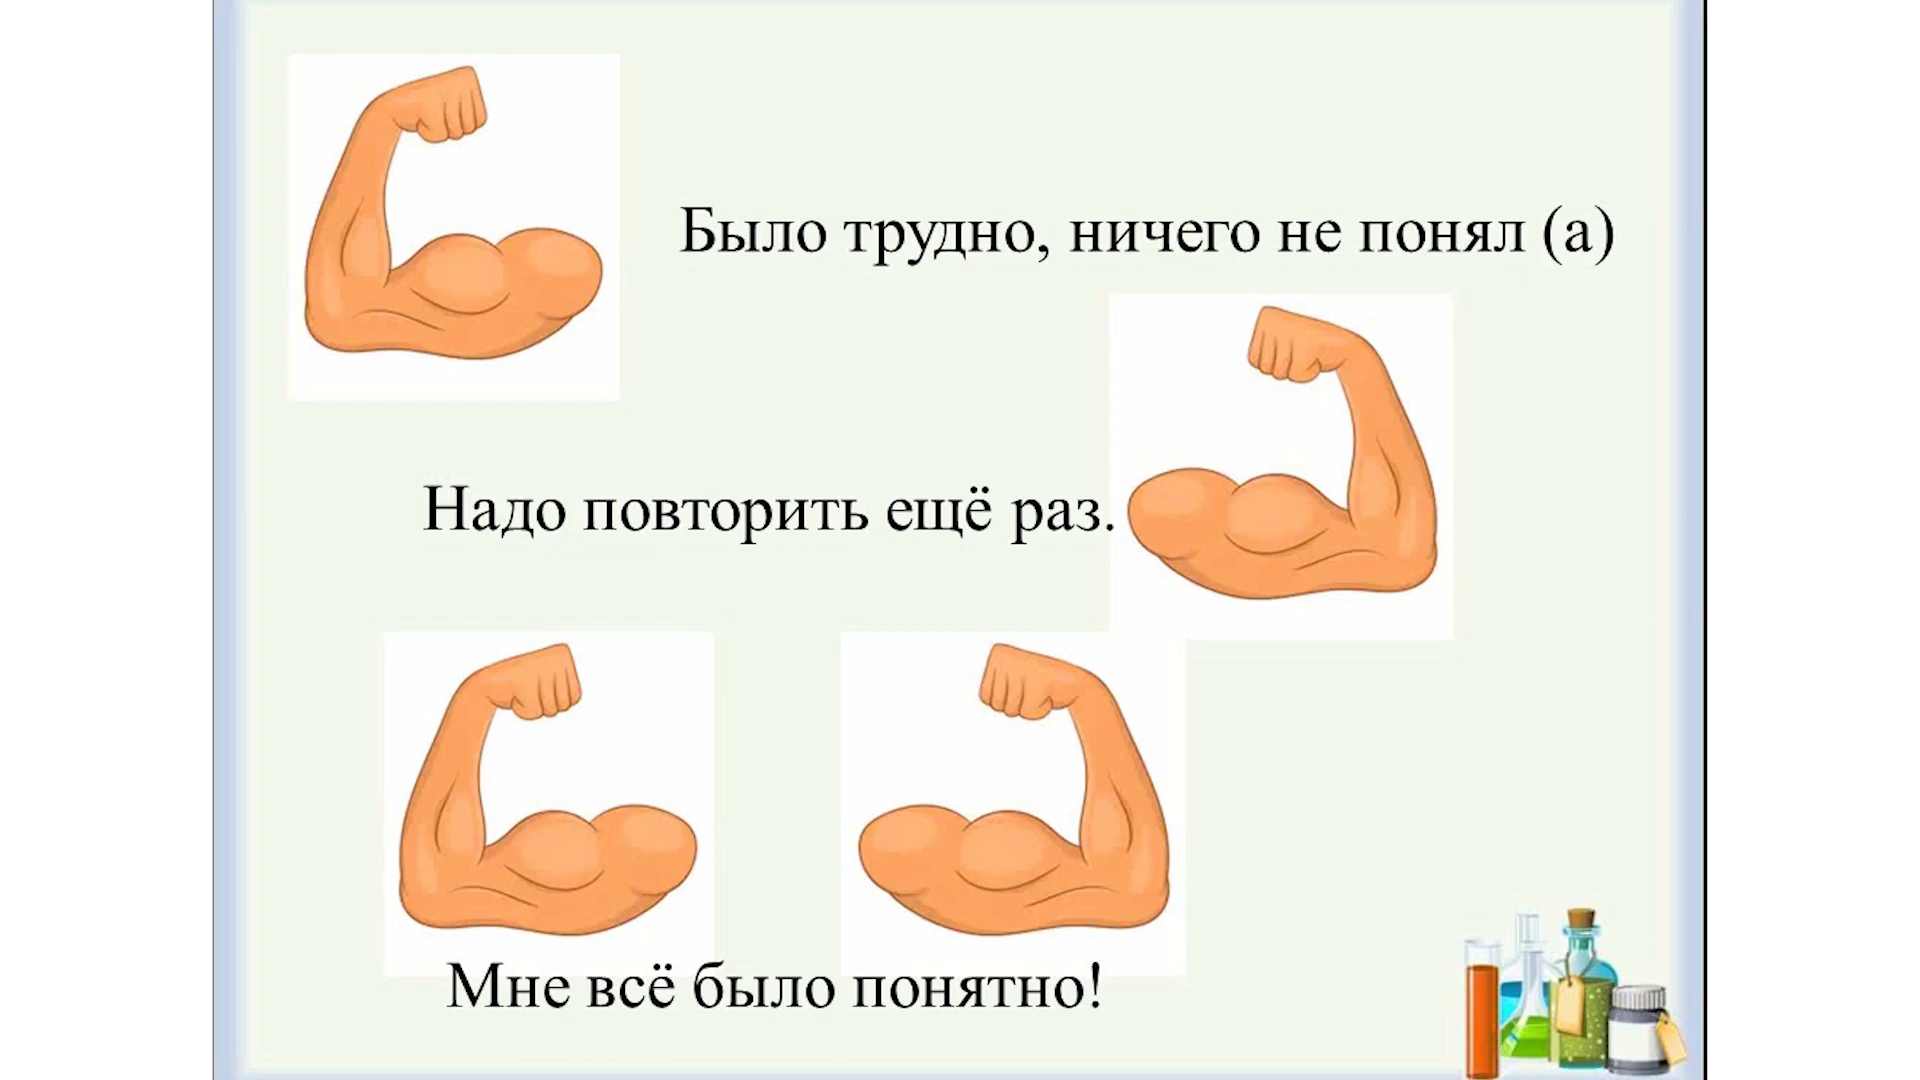 Было трудно, ничего не понял (а)
Надо повторить ещё раз.
Мне всё было понятно!